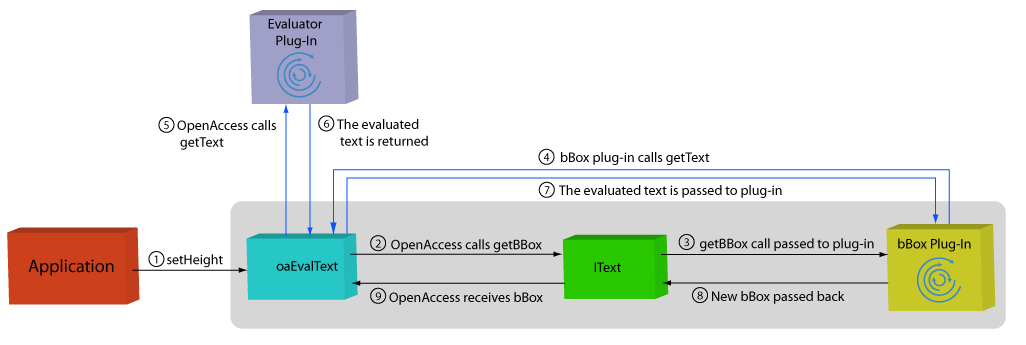 Evaluator
Plug-In
⑤ OpenAccess calls
getText
⑥ The evaluated
text is returned
④ bBox plug-in calls getText
⑦ The evaluated text is passed to plug-in
Application
① setHeight
oaEvalText
② OpenAccess calls getBBox
IText
③ getBBox call passed to plug-in
bBox Plug-In
⑨ OpenAccess receives bBox
⑧ New bBox passed back